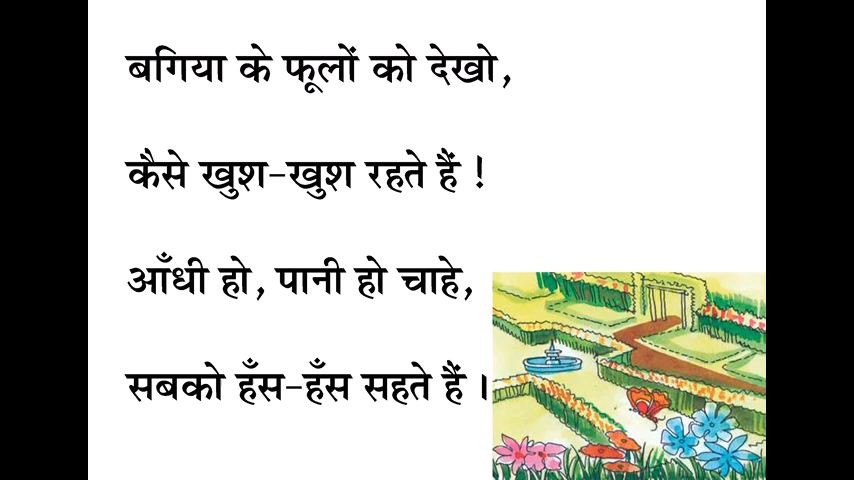 बगिया के फूलों को देखो,
कैसे खुश-खुश रहते हैं !
आँधी हो, पानी हो चाहे,
सबको हँस-हँस सहते हैं ।